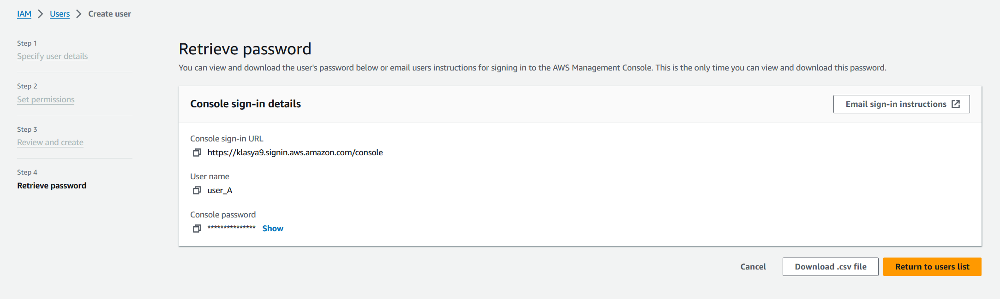 IAM > Users > Create user
Step 1
Specify user details
Step 2
Set permissions
Step 3
Review and create
Step 4
Retrieve password
Retrieve password
You can view and download the user's password below or email users instructions for signing in to the AWS Management Console. This is the only time you can view and download this password.
Console sign-in details
Email sign-in instructions
Console sign-in URL
https://klasya9.signin.aws.amazon.com/console
User name
user_A
Console password
*************** Show
Cancel
Download .csv file
Return to users list